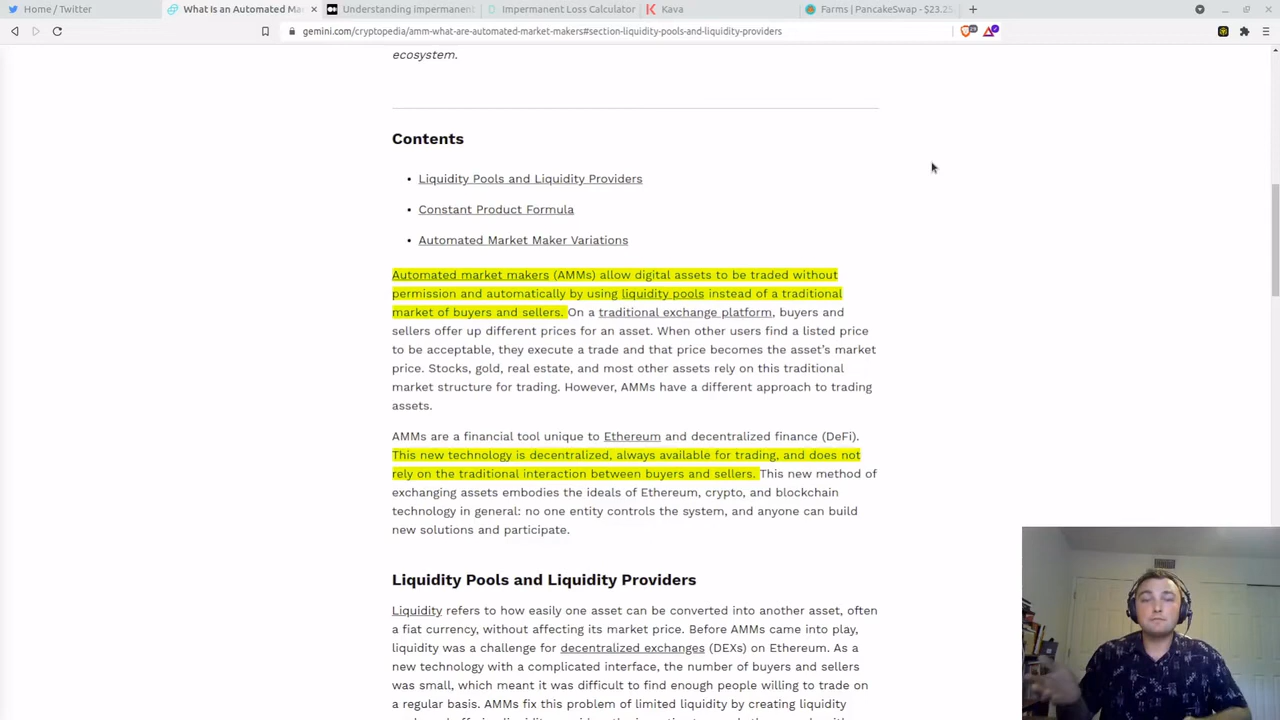 Home / Twitter
What Is an Automated Ma
Understanding impermanen
Impermanent Loss Calculator
Kava
Farms | PancakeSwap - $23.25
gemini.com/cryptopedia/amm-what-are-automated-market-makers#section-liquidity-pools-and-liquidity-providers
ecosystem.
Contents
• Liquidity Pools and Liquidity Providers
• Constant Product Formula
• Automated Market Maker Variations
Automated market makers (AMMs) allow digital assets to be traded without
permission and automatically by using liquidity pools instead of a traditional
market of buyers and sellers. On a traditional exchange platform, buyers and
sellers offer up different prices for an asset. When other users find a listed price
to be acceptable, they execute a trade and that price becomes the asset’s market
price. Stocks, gold, real estate, and most other assets rely on this traditional
market structure for trading. However, AMMs have a different approach to trading
assets.
AMMs are a financial tool unique to Ethereum and decentralized finance (DeFi).
This new technology is decentralized, always available for trading, and does not
rely on the traditional interaction between buyers and sellers. This new method of
exchanging assets embodies the ideals of Ethereum, crypto, and blockchain
technology in general: no one entity controls the system, and anyone can build
new solutions and participate.
Liquidity Pools and Liquidity Providers
Liquidity refers to how easily one asset can be converted into another asset, often
a fiat currency, without affecting its market price. Before AMMs came into play,
liquidity was a challenge for decentralized exchanges (DEXs) on Ethereum. As a
new technology with a complicated interface, the number of buyers and sellers
was small, which meant it was difficult to find enough people willing to trade on
a regular basis. AMMs fix this problem of limited liquidity by creating liquidity